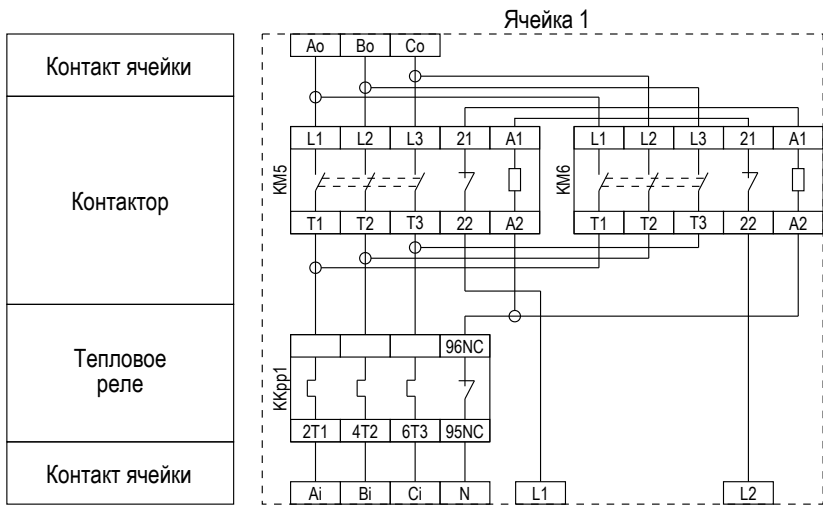 Ячейка 1
Контакт ячейки
Ao Bo Co
Контактор
KM5
L1 L2 L3 21 A1
T1 T2 T3 22 A2
KM6
L1 L2 L3 21 A1
T1 T2 T3 22 A2
Тепловое
реле
KKpp1
96NC
2T1 4T2 6T3 95NC
Контакт ячейки
Ai Bi Ci N L1 L2